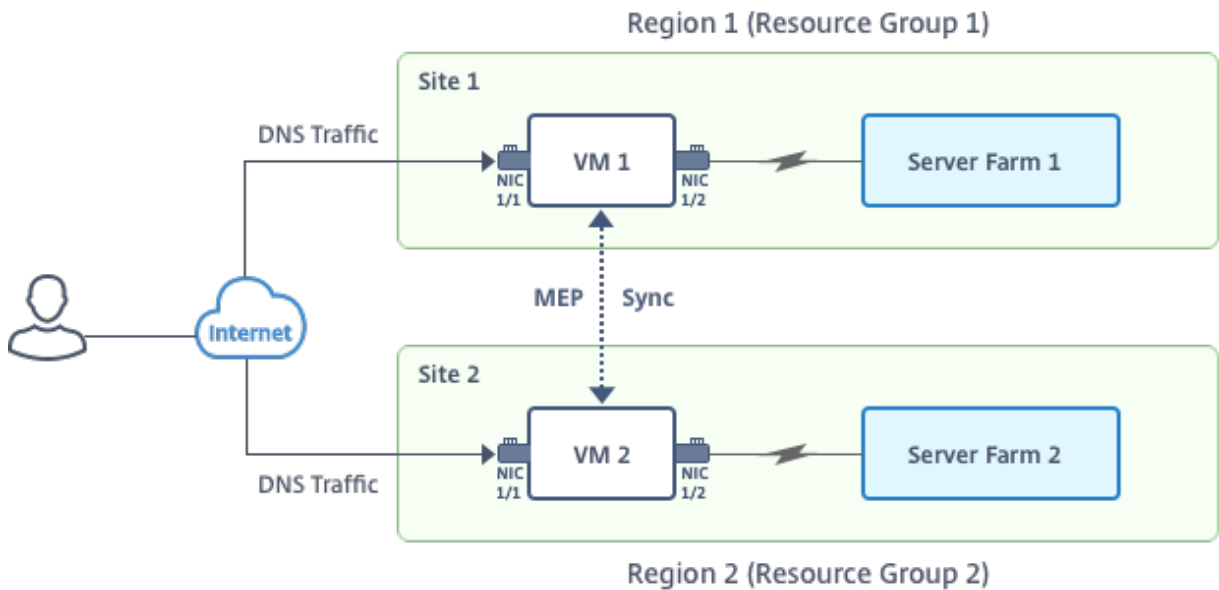 Region 1 (Resource Group 1)
Site 1
DNS Traffic
VM 1
NIC
1/1
NIC
1/2
Server Farm 1
MEP Sync
Internet
Site 2
VM 2
NIC
1/1
NIC
1/2
Server Farm 2
DNS Traffic
Region 2 (Resource Group 2)